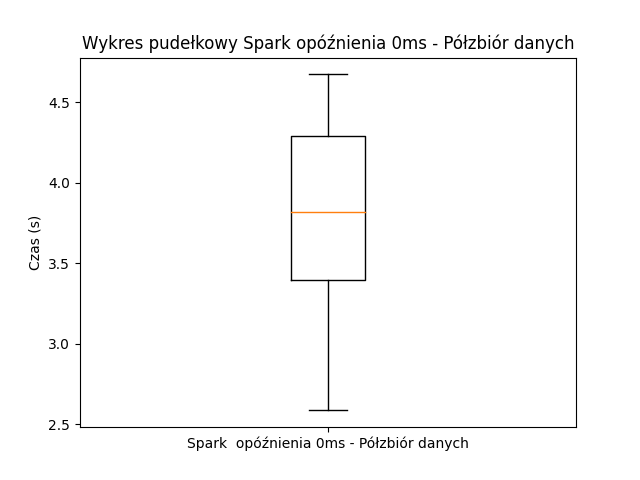 Wykres pudełkowy Spark opóźnienia 0ms - Półzbiór danych
4.5
4.0
3.5
3.0
2.5
Czas (s)
Spark  opóźnienia 0ms - Półzbiór danych